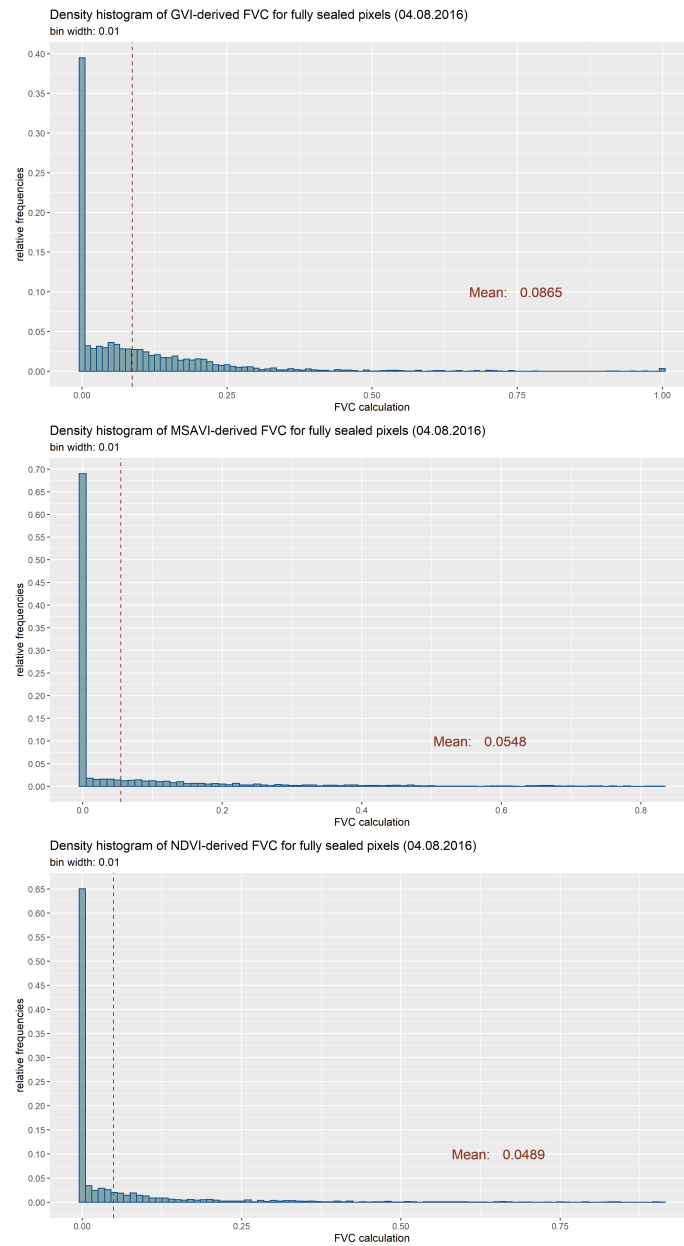 Density histogram of GVI-derived FVC for fully sealed pixels (04.08.2016)
bin width: 0.01
0.40
0.35
0.30
0.25
0.20
0.15
0.10
0.05
0.00
relative frequencies
Mean: 0.0865
0.00 0.25 0.50 0.75 1.00
FVC calculation
Density histogram of MSAVI-derived FVC for fully sealed pixels (04.08.2016)
bin width: 0.01
0.70
0.65
0.60
0.55
0.50
0.45
0.40
0.35
0.30
0.25
0.20
0.15
0.10
0.05
0.00
relative frequencies
Mean: 0.0548
0.0 0.2 0.4 0.6 0.8
FVC calculation
Density histogram of NDVI-derived FVC for fully sealed pixels (04.08.2016)
bin width: 0.01
0.65
0.60
0.55
0.50
0.45
0.40
0.35
0.30
0.25
0.20
0.15
0.10
0.05
0.00
relative frequencies
Mean: 0.0489
0.00 0.25 0.50 0.75
FVC calculation